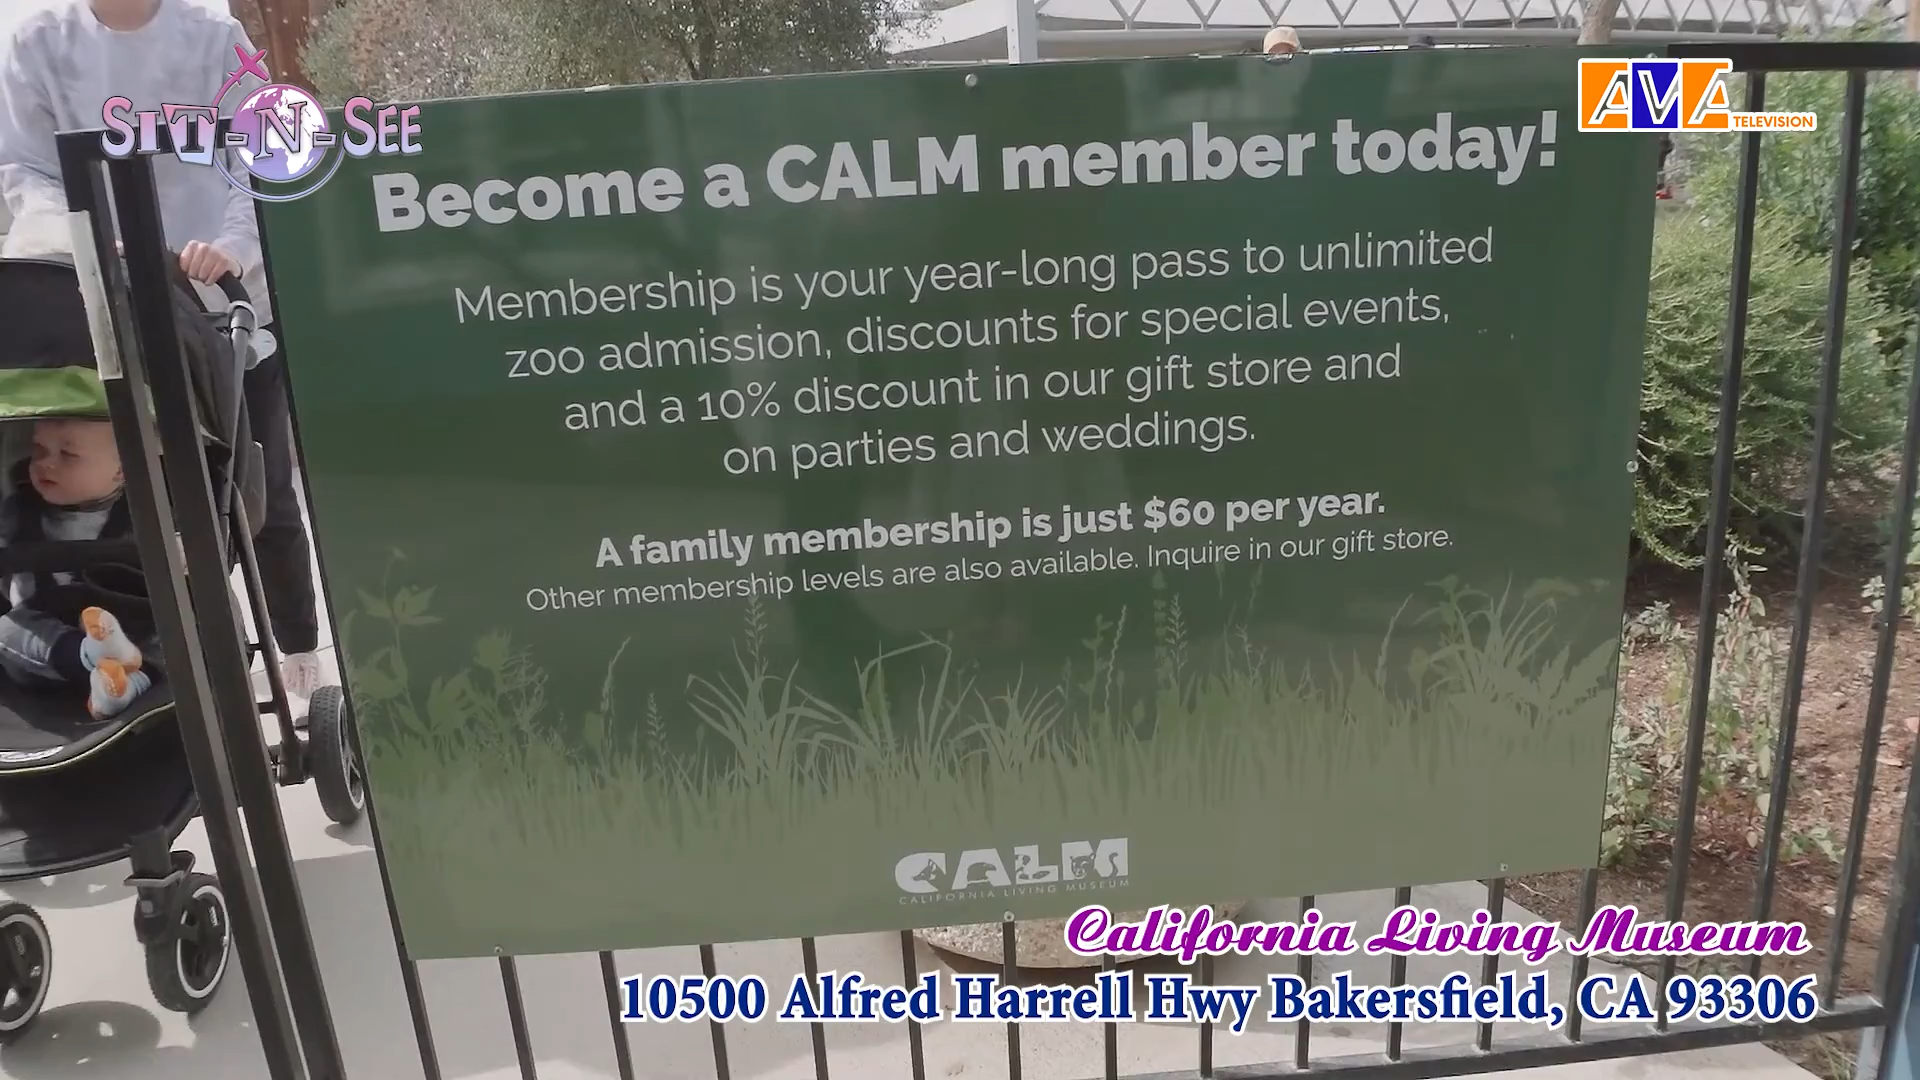 SIT-N-SEE
AVA
TELEVISION
Become a CALM member today!
Membership is your year-long pass to unlimited
zoo admission, discounts for special events,
and a 10% discount in our gift store and
on parties and weddings.
A family membership is just $60 per year.
Other membership levels are also available. Inquire in our gift store.
CALM
CALIFORNIA LIVING MUSEUM
California Living Museum
10500 Alfred Harrell Hwy Bakersfield, CA 93306